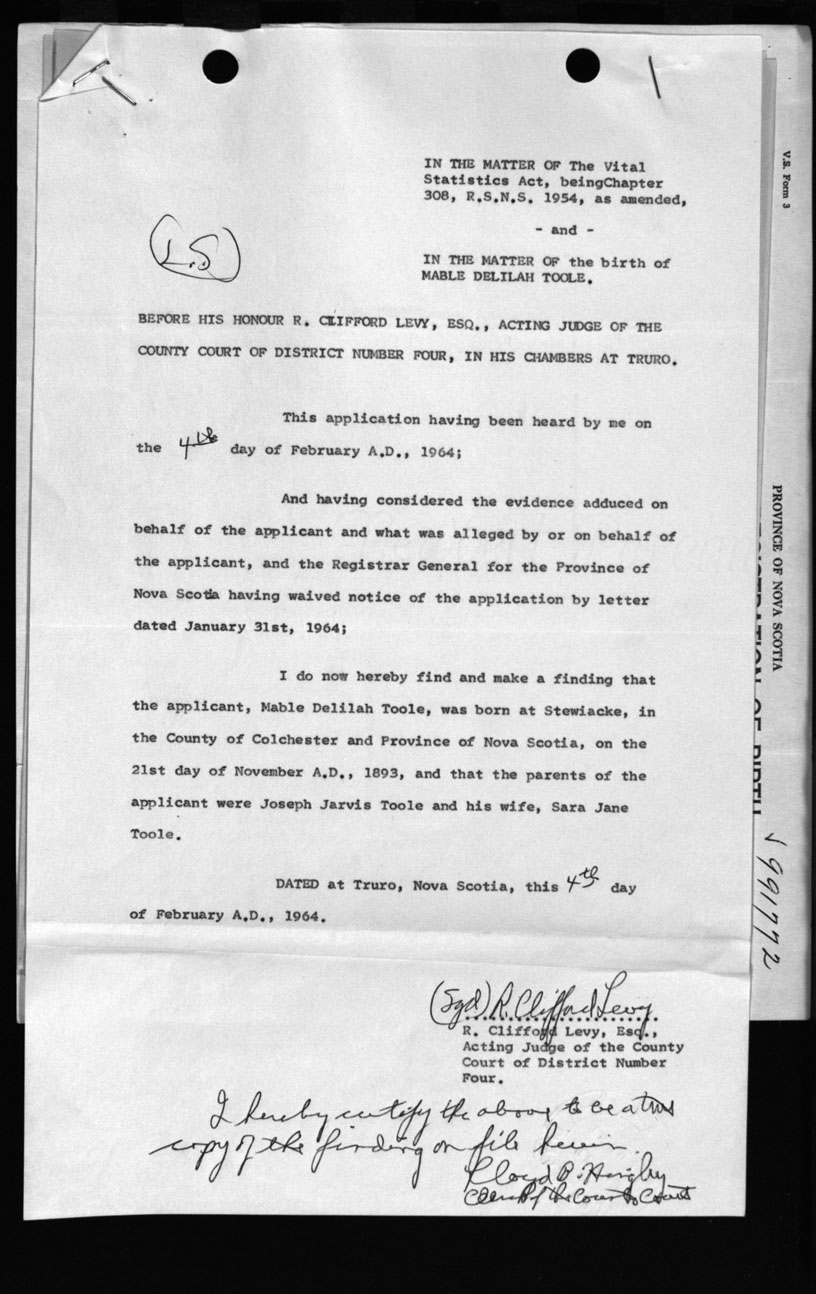 IN THE MATTER OF The Vital
Statistics Act, beingChapter
308, R.S.N.S. 1954, as amended,
- and -
IN THE MATTER OF the birth of
MABLE DELILAH TOOLE.
(L.S)
BEFORE HIS HONOUR R. CLIFFORD LEVY, ESQ., ACTING JUDGE OF THE
COUNTY COURT OF DISTRICT NUMBER FOUR, IN HIS CHAMBERS AT TRURO.
This application having been heard by me on
the 4th day of February A.D., 1964;
And having considered the evidence adduced on
behalf of the applicant and what was alleged by or on behalf of
the applicant, and the Registrar General for the Province of
Nova Scotia having waived notice of the application by letter
dated January 31st, 1964;
I do now hereby find and make a finding that
the applicant, Mable Delilah Toole, was born at Stewiacke, in
the County of Colchester and Province of Nova Scotia, on the
21st day of November A.D., 1893, and that the parents of the
applicant were Joseph Jarvis Toole and his wife, Sara Jane
Toole.
DATED at Truro, Nova Scotia, this 4th day
of February A.D., 1964.
(Sgd) R. Clifford Levy
R. Clifford Levy, Esq.,
Acting Judge of the County
Court of District Number
Four.
I hereby certify the above to be a true
copy of the finding on file herein.
Lloyd
Clerk of the County Court
V.S. Form 3
PROVINCE OF NOVA SCOTIA
OF BIRTH
991772